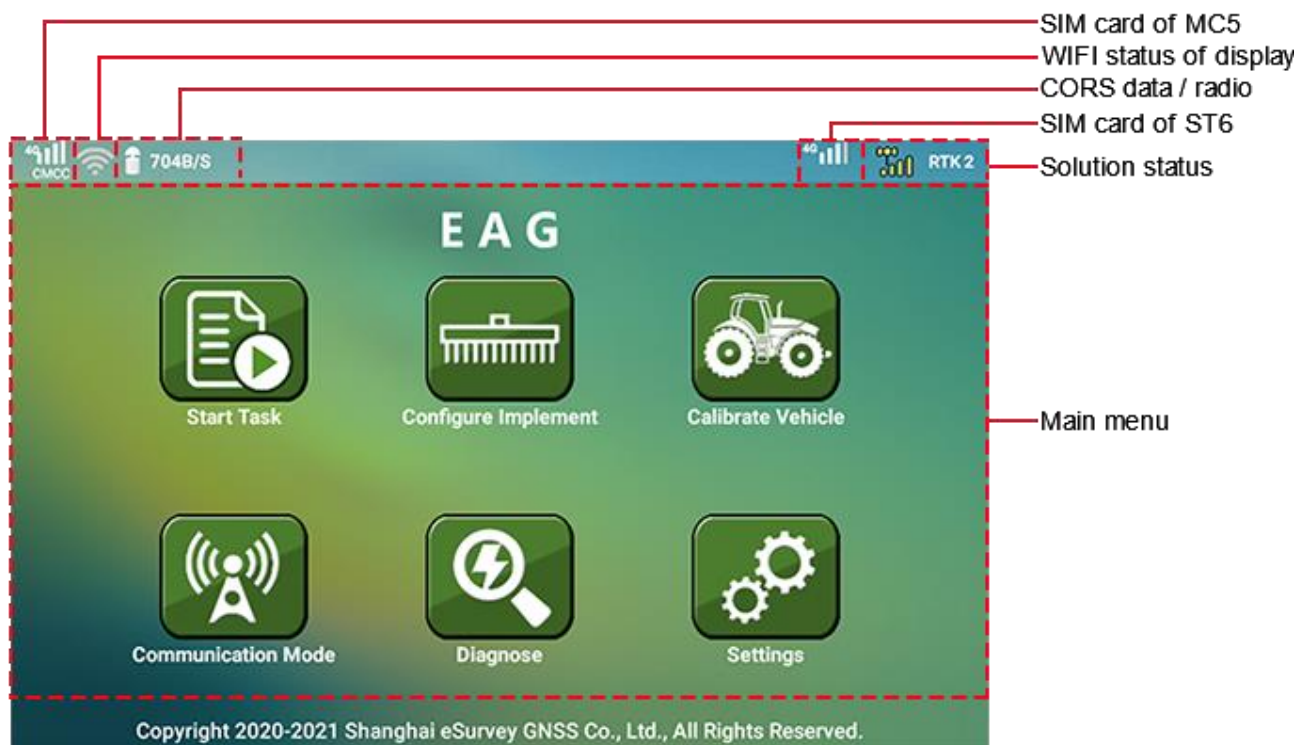 SIM card of MC5
WIFI status of display
CORS data / radio
SIM card of ST6
Solution status
4G
CMCC
704B/S
4G
RTK 2
E A G
Start Task
Configure Implement
Calibrate Vehicle
Main menu
Communication Mode
Diagnose
Settings
Copyright 2020-2021 Shanghai eSurvey GNSS Co., Ltd., All Rights Reserved.